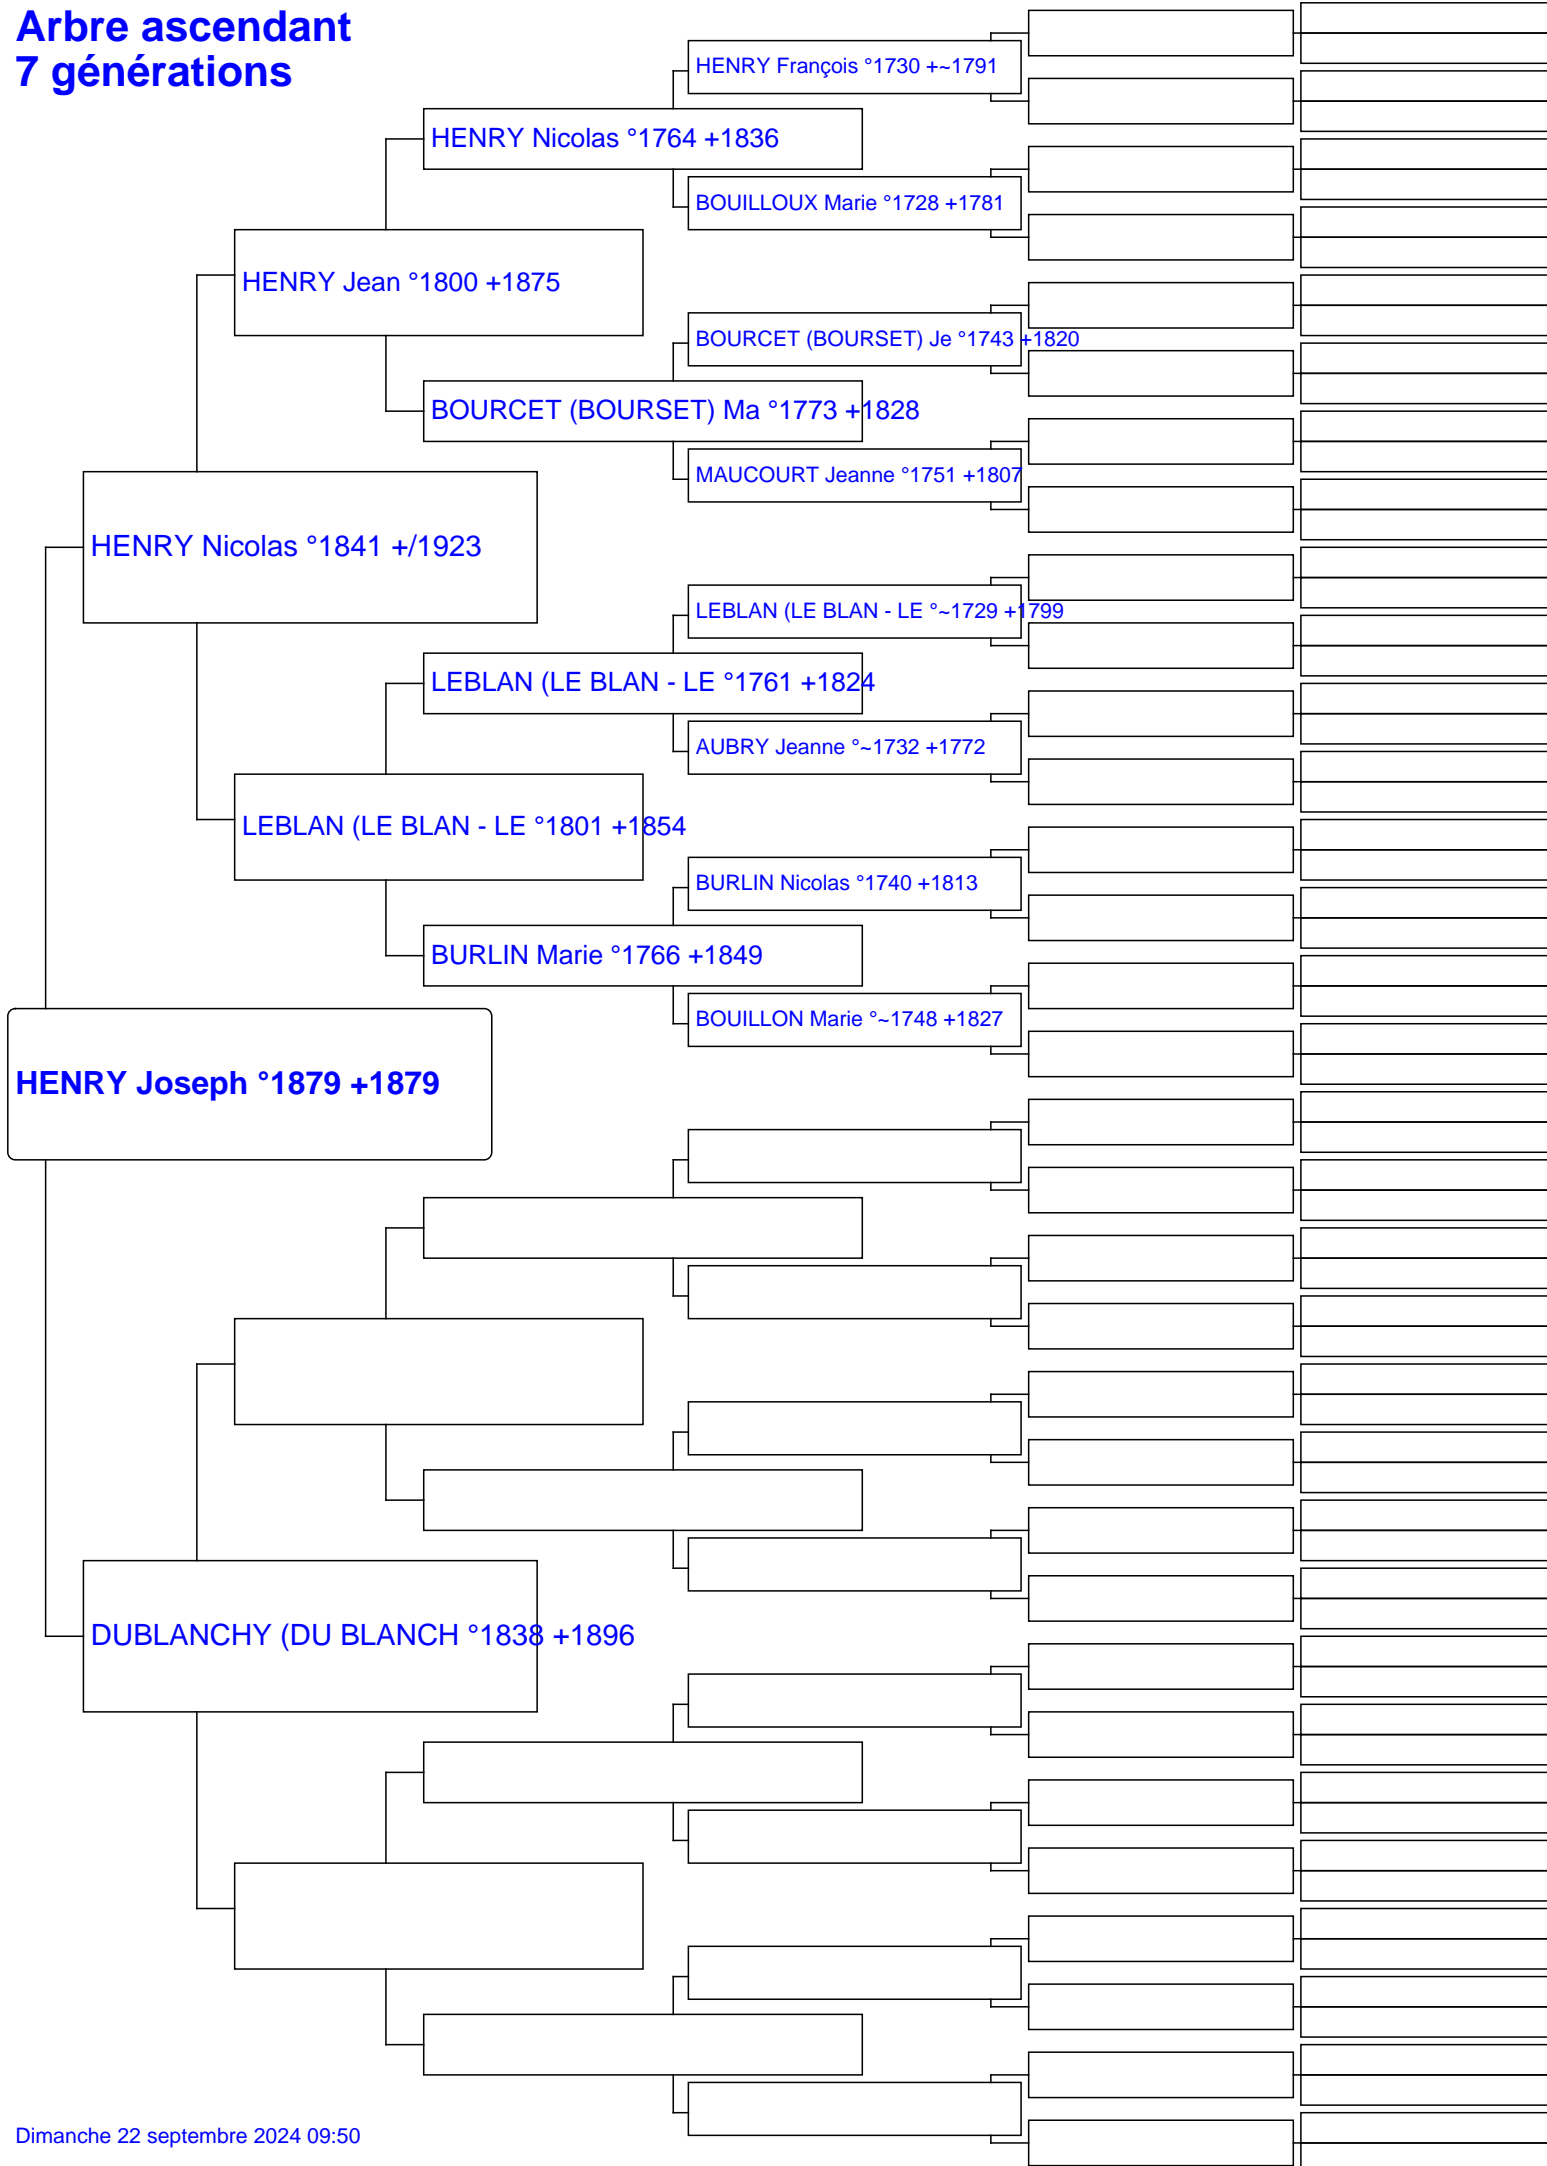 Arbre ascendant
7 générations
HENRY François °1730 +~1791
HENRY Nicolas °1764 +1836
BOUILLOUX Marie °1728 +1781
HENRY Jean °1800 +1875
BOURCET (BOURSET) Je °1743 +1820
BOURCET (BOURSET) Ma °1773 +1828
MAUCOURT Jeanne °1751 +1807
HENRY Nicolas °1841 +/1923
LEBLAN (LE BLAN - LE °~1729 +1799
LEBLAN (LE BLAN - LE °1761 +1824
AUBRY Jeanne °~1732 +1772
LEBLAN (LE BLAN - LE °1801 +1854
BURLIN Nicolas °1740 +1813
BURLIN Marie °1766 +1849
BOUILLON Marie °~1748 +1827
HENRY Joseph °1879 +1879
DUBLANCHY (DU BLANCH °1838 +1896
Dimanche 22 septembre 2024 09:50